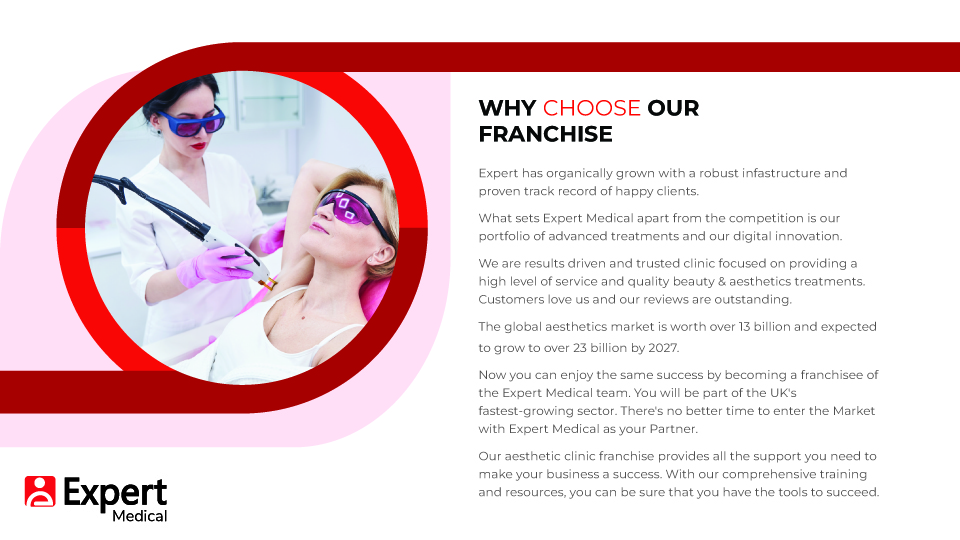 WHY CHOOSE OUR
FRANCHISE
Expert has organically grown with a robust infastructure and
proven track record of happy clients.
What sets Expert Medical apart from the competition is our
portfolio of advanced treatments and our digital innovation.
We are results driven and trusted clinic focused on providing a
high level of service and quality beauty & aesthetics treatments.
Customers love us and our reviews are outstanding.
The global aesthetics market is worth over 13 billion and expected
to grow to over 23 billion by 2027.
Now you can enjoy the same success by becoming a franchisee of
the Expert Medical team. You will be part of the UK's
fastest-growing sector. There's no better time to enter the Market
with Expert Medical as your Partner.
Our aesthetic clinic franchise provides all the support you need to
make your business a success. With our comprehensive training
and resources, you can be sure that you have the tools to succeed.
Expert
Medical